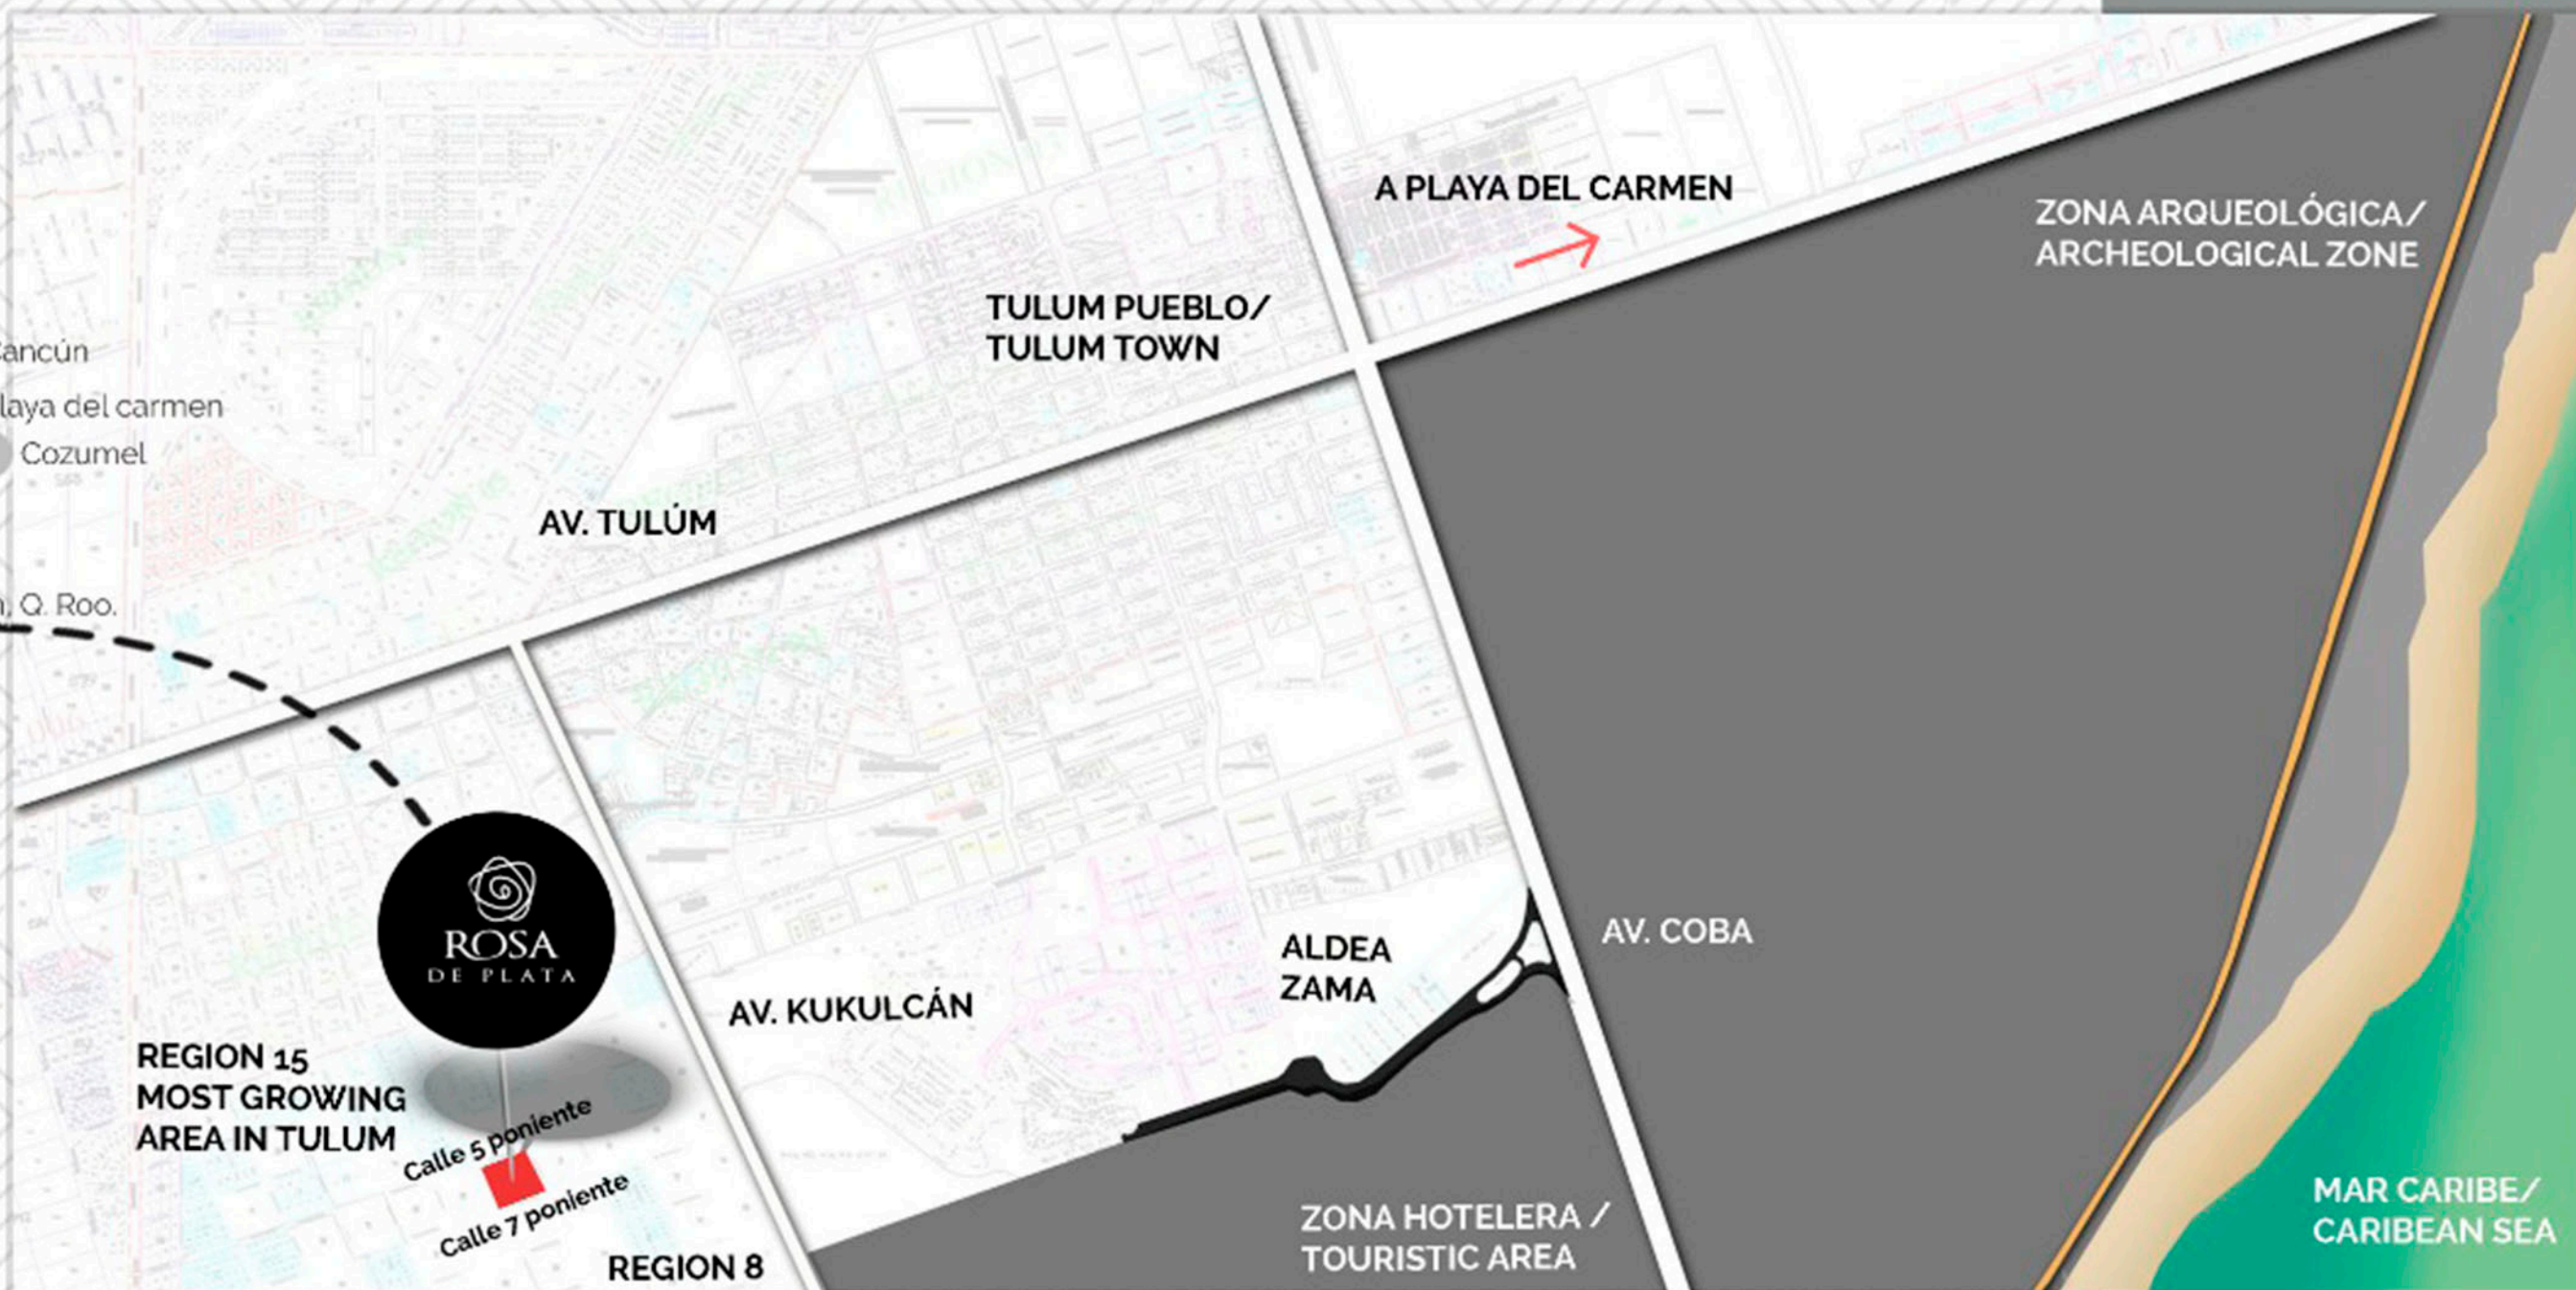 A PLAYA DEL CARMEN
ZONA ARQUEOLÓGICA/
ARCHEOLOGICAL ZONE
TULUM PUEBLO/
TULUM TOWN
ancún
laya del carmen
Cozumel
AV. TULÚM
, Q. Roo.
ROSA
DE PLATA
AV. COBA
ALDEA
ZAMA
AV. KUKULCÁN
REGION 15
MOST GROWING
AREA IN TULUM
Calle 5 poniente
Calle 7 poniente
MAR CARIBE/
CARIBEAN SEA
ZONA HOTELERA /
TOURISTIC AREA
REGION 8